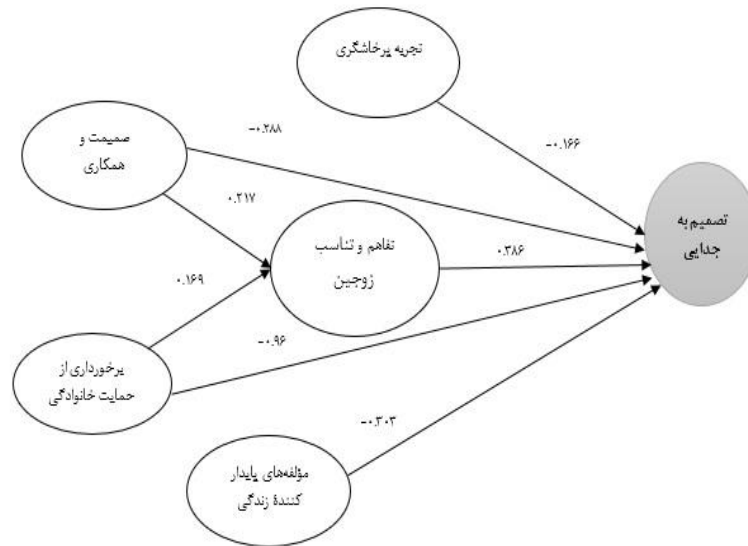 تجربه پرخاشگری
-۰.۱۶۶
صمیمت و
همکاری
-۰.۲۸۸
۰.۲۱۷
تصمیم به
جدایی
تفاهم و تناسب
زوجین
۰.۳۸۶
۰.۱۶۹
برخورداری از
حمایت خانوادگی
-۰.۹۶
-۰.۳۰۳
مؤلفه‌های پایدار
کنندۀ زندگی